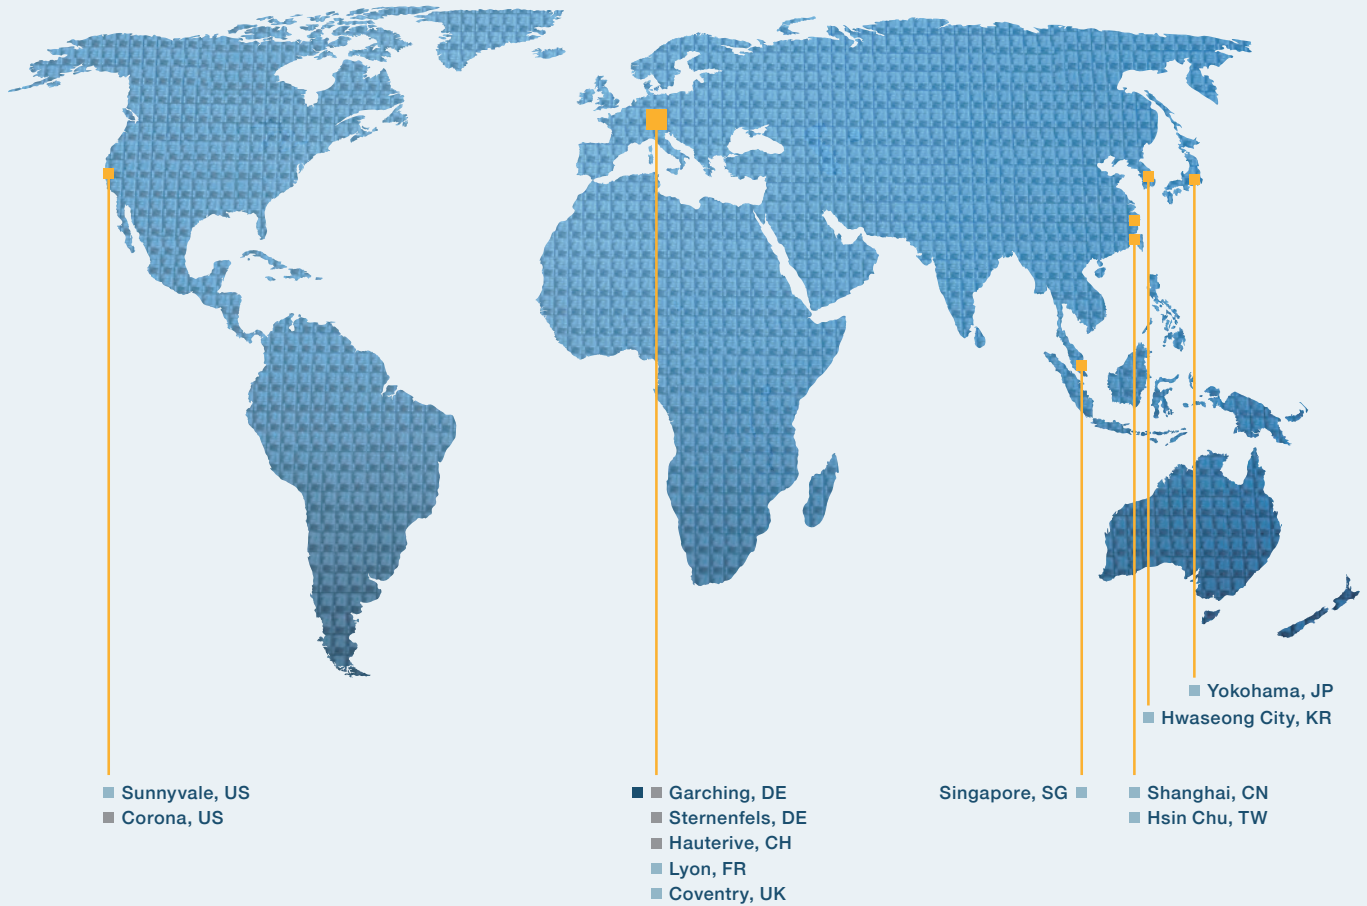 Yokohama, JP
Hwaseong City, KR
Sunnyvale, US
Corona, US
Garching, DE
Sternenfels, DE
Hauterive, CH
Lyon, FR
Coventry, UK
Singapore, SG
Shanghai, CN
Hsin Chu, TW